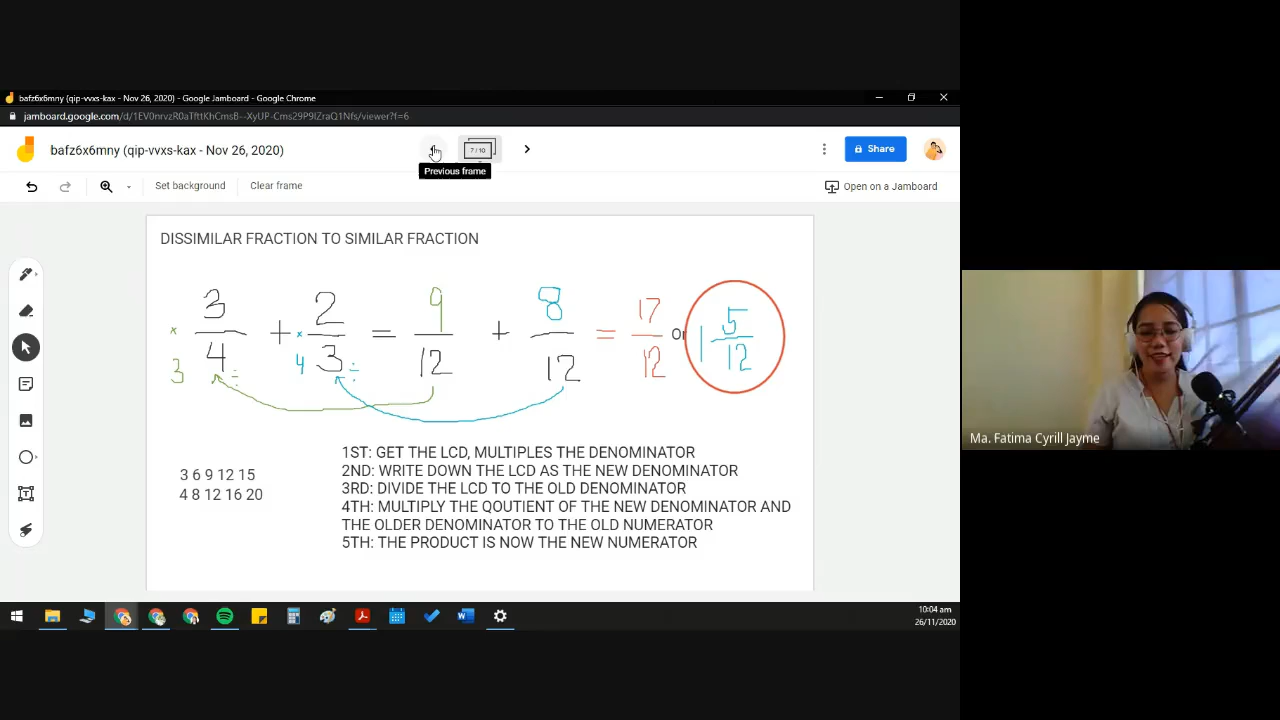 bafz6x6mny (qip-vvxs-kax - Nov 26, 2020) - Google Jamboard - Google Chrome
bafz6x6mny (qip-vvxs-kax - Nov 26, 2020)
7 / 10
Share
Previous frame
Set background
Clear frame
Open on a Jamboard
DISSIMILAR FRACTION TO SIMILAR FRACTION
× 3/4 + × 2/3 = 9/12 + 8/12 = 17/12 or 1 5/12
3 ÷ 4 ÷
3 6 9 12 15
4 8 12 16 20
1ST: GET THE LCD, MULTIPLES THE DENOMINATOR
2ND: WRITE DOWN THE LCD AS THE NEW DENOMINATOR
3RD: DIVIDE THE LCD TO THE OLD DENOMINATOR
4TH: MULTIPLY THE QOUTIENT OF THE NEW DENOMINATOR AND
THE OLDER DENOMINATOR TO THE OLD NUMERATOR
5TH: THE PRODUCT IS NOW THE NEW NUMERATOR
Ma. Fatima Cyrill Jayme
10:04 am
26/11/2020